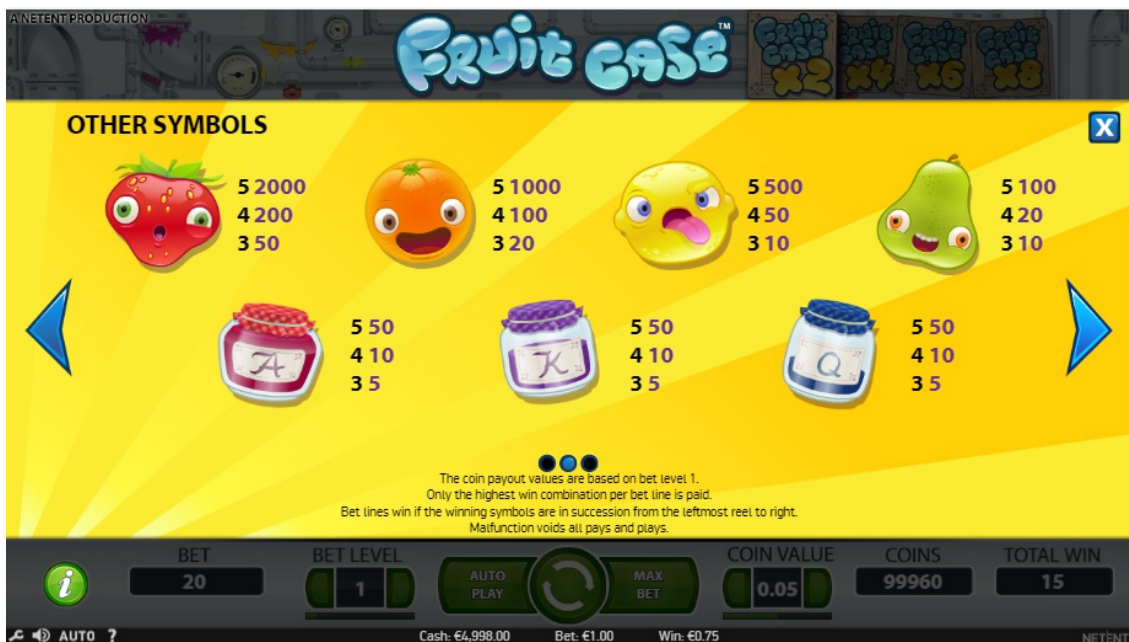 A NETENT PRODUCTION
FRUIT CASE™
FRUIT CASE X2
FRUIT CASE X4
FRUIT CASE X6
FRUIT CASE X8
OTHER SYMBOLS
X
5 2000
4 200
3 50
5 1000
4 100
3 20
5 500
4 50
3 10
5 100
4 20
3 10
A
5 50
4 10
3 5
K
5 50
4 10
3 5
Q
5 50
4 10
3 5
The coin payout values are based on bet level 1.
Only the highest win combination per bet line is paid.
Bet lines win if the winning symbols are in succession from the leftmost reel to right.
Malfunction voids all pays and plays.
i
BET
20
BET LEVEL
1
AUTO PLAY
MAX BET
COIN VALUE
0.05
COINS
99960
TOTAL WIN
15
AUTO ?
Cash: €4,998.00 Bet: €1.00 Win: €0.75
NETENT